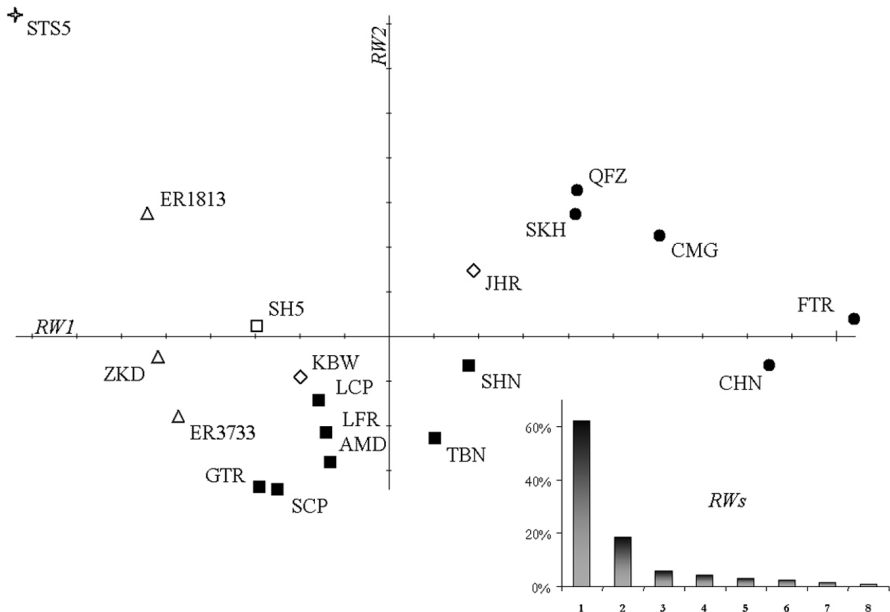 STS5
RW2
ER1813
QFZ
SKH
CMG
JHR
SH5
FTR
RW1
ZKD
KBW
LCP
SHN
CHN
ER3733
LFR
AMD
TBN
GTR
SCP
60%
40%
20%
0%
RWs
1 2 3 4 5 6 7 8